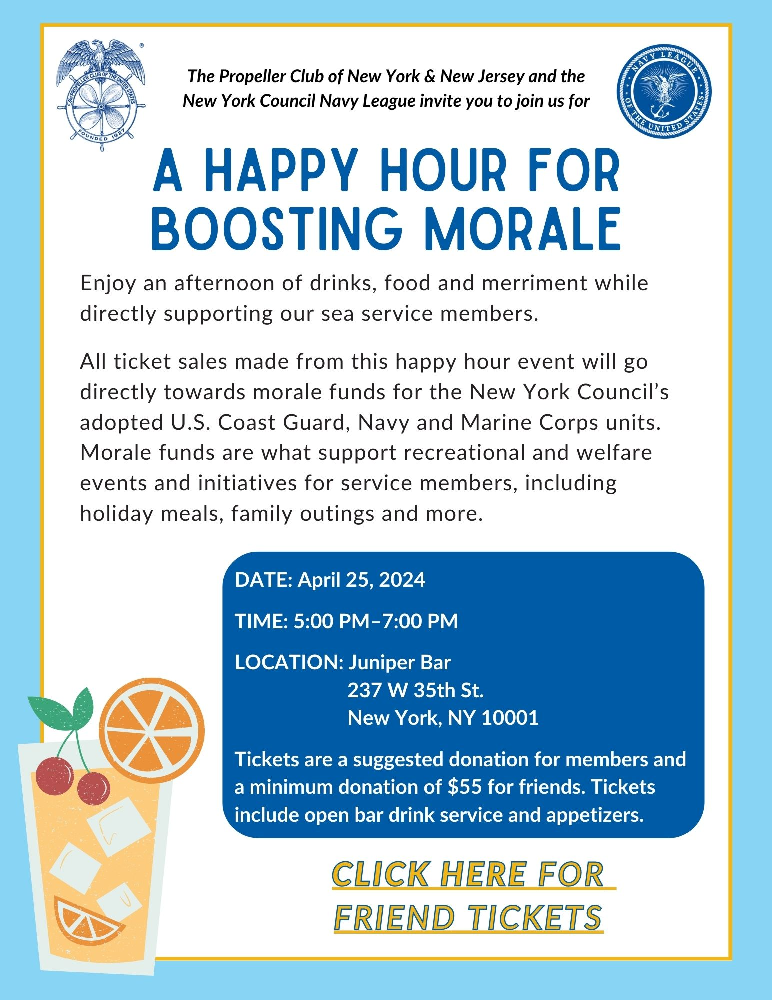 The PROPELLER CLUB OF THE UNITED STATES
®
FOUNDED 1927
The Propeller Club of New York & New Jersey and the
New York Council Navy League invite you to join us for
NAVY LEAGUE
OF THE UNITED STATES
A HAPPY HOUR FOR
BOOSTING MORALE
Enjoy an afternoon of drinks, food and merriment while
directly supporting our sea service members.
All ticket sales made from this happy hour event will go
directly towards morale funds for the New York Council’s
adopted U.S. Coast Guard, Navy and Marine Corps units.
Morale funds are what support recreational and welfare
events and initiatives for service members, including
holiday meals, family outings and more.
DATE: April 25, 2024
TIME: 5:00 PM–7:00 PM
LOCATION: Juniper Bar
237 W 35th St.
New York, NY 10001
Tickets are a suggested donation for members and
a minimum donation of $55 for friends. Tickets
include open bar drink service and appetizers.
CLICK HERE FOR
FRIEND TICKETS